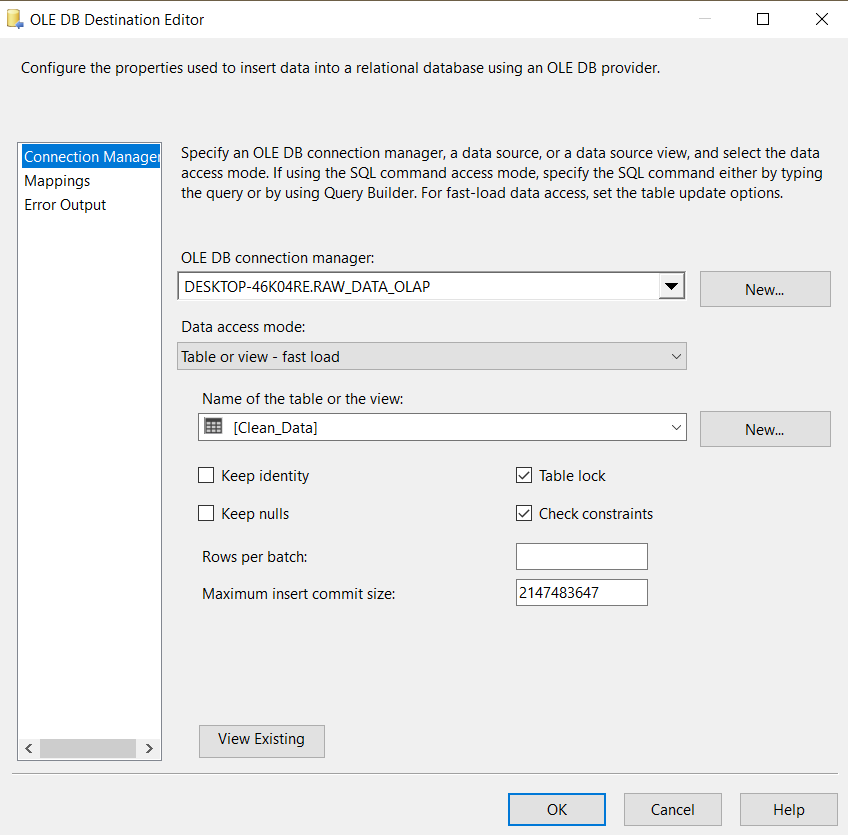 OLE DB Destination Editor
Configure the properties used to insert data into a relational database using an OLE DB provider.
Connection Manager
Mappings
Error Output
Specify an OLE DB connection manager, a data source, or a data source view, and select the data
access mode. If using the SQL command access mode, specify the SQL command either by typing
the query or by using Query Builder. For fast-load data access, set the table update options.
OLE DB connection manager:
DESKTOP-46K04RE.RAW_DATA_OLAP
New...
Data access mode:
Table or view - fast load
Name of the table or the view:
[Clean_Data]
New...
Keep identity
Table lock
Keep nulls
Check constraints
Rows per batch:
Maximum insert commit size:
2147483647
View Existing
OK
Cancel
Help